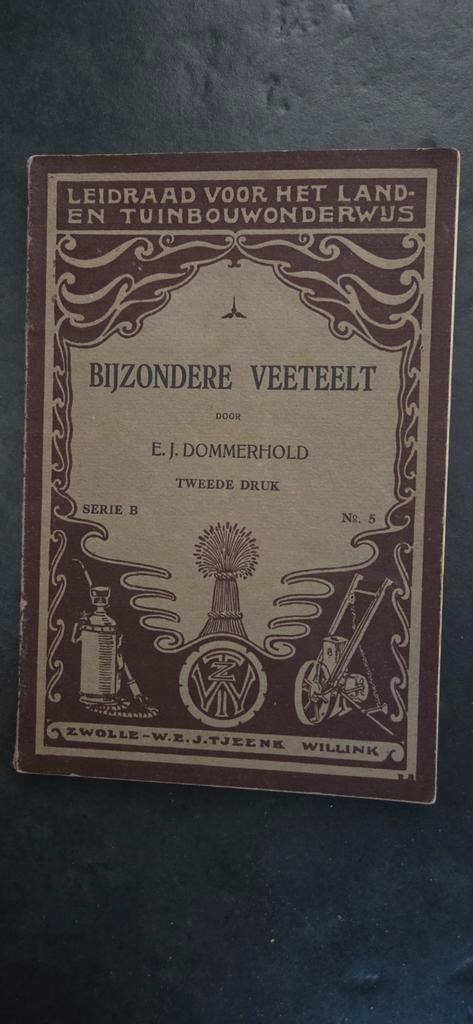 LEIDRAAD VOOR HET LAND-
EN TUINBOUWONDERWIJS
BIJZONDERE VEETEELT
DOOR
E. J. DOMMERHOLD
TWEEDE DRUK
SERIE B
No. 5
ZWOLLE-W.E.J.TJEENK WILLINK